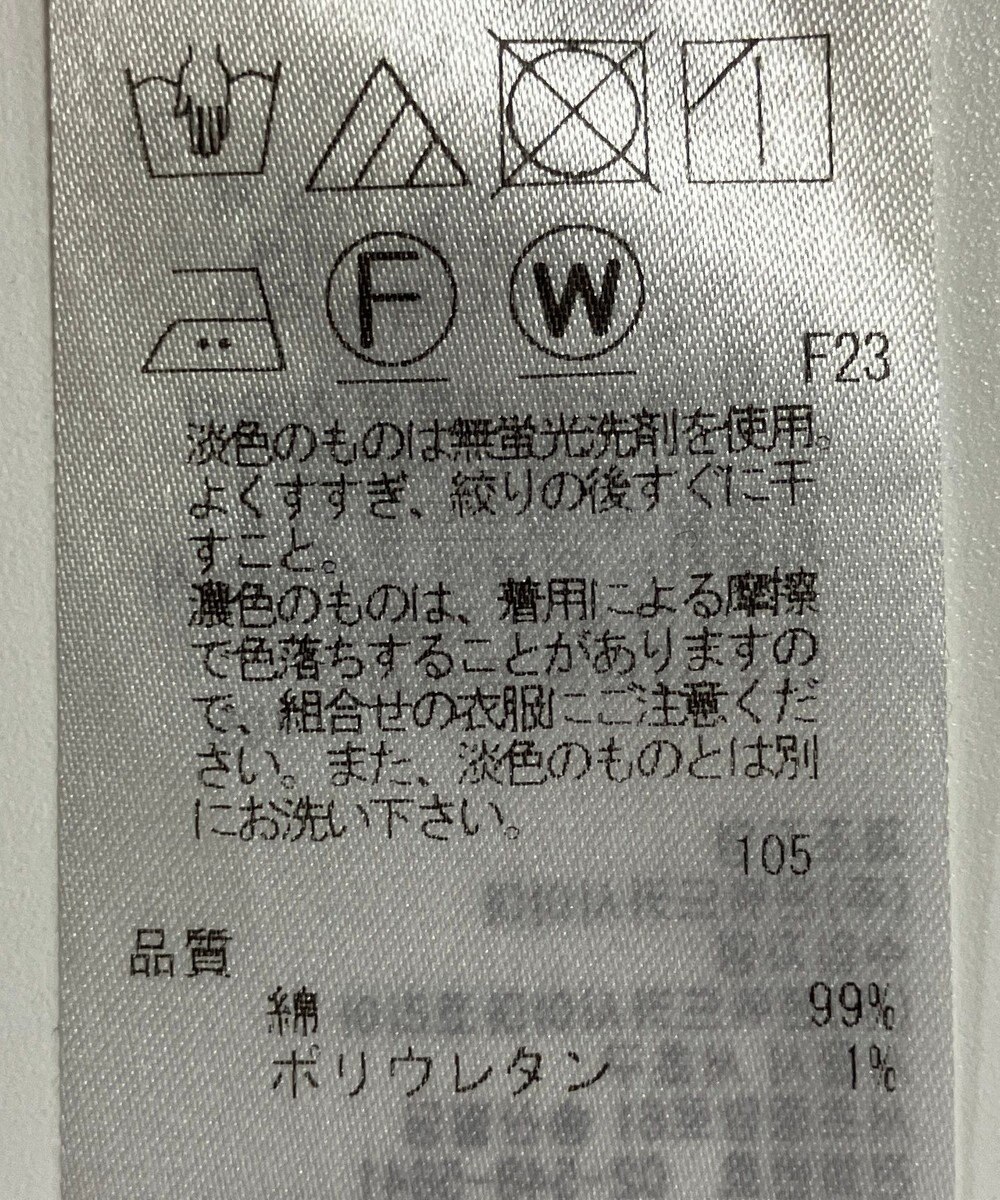 F W F23
淡色のものは無蛍光洗剤を使用。
よくすすぎ、絞りの後すぐに干
すこと。
濃色のものは、着用による摩擦
で色落ちすることがありますの
で、組合せの衣服にご注意くだ
さい。また、淡色のものとは別
にお洗い下さい。
105
品質
綿 99%
ポリウレタン 1%